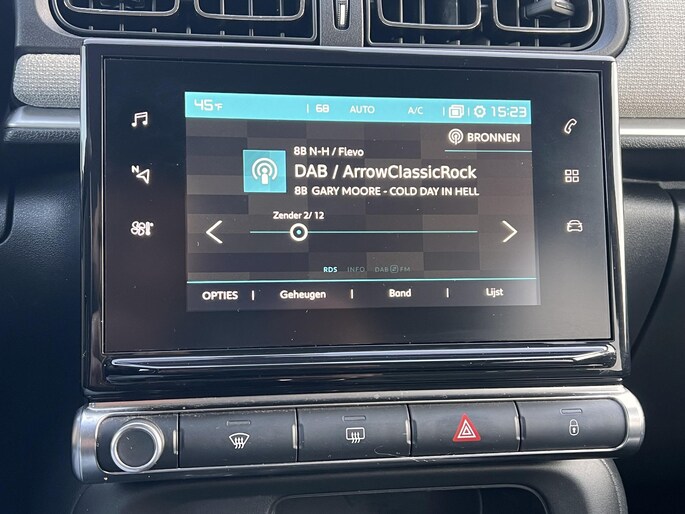 45°F | 68 AUTO A/C | | 15:23
BRONNEN
8B N-H / Flevo
DAB / ArrowClassicRock
8B GARY MOORE - COLD DAY IN HELL
Zender 2/ 12
RDS INFO DAB FM
OPTIES | Geheugen | Band | Lijst
N